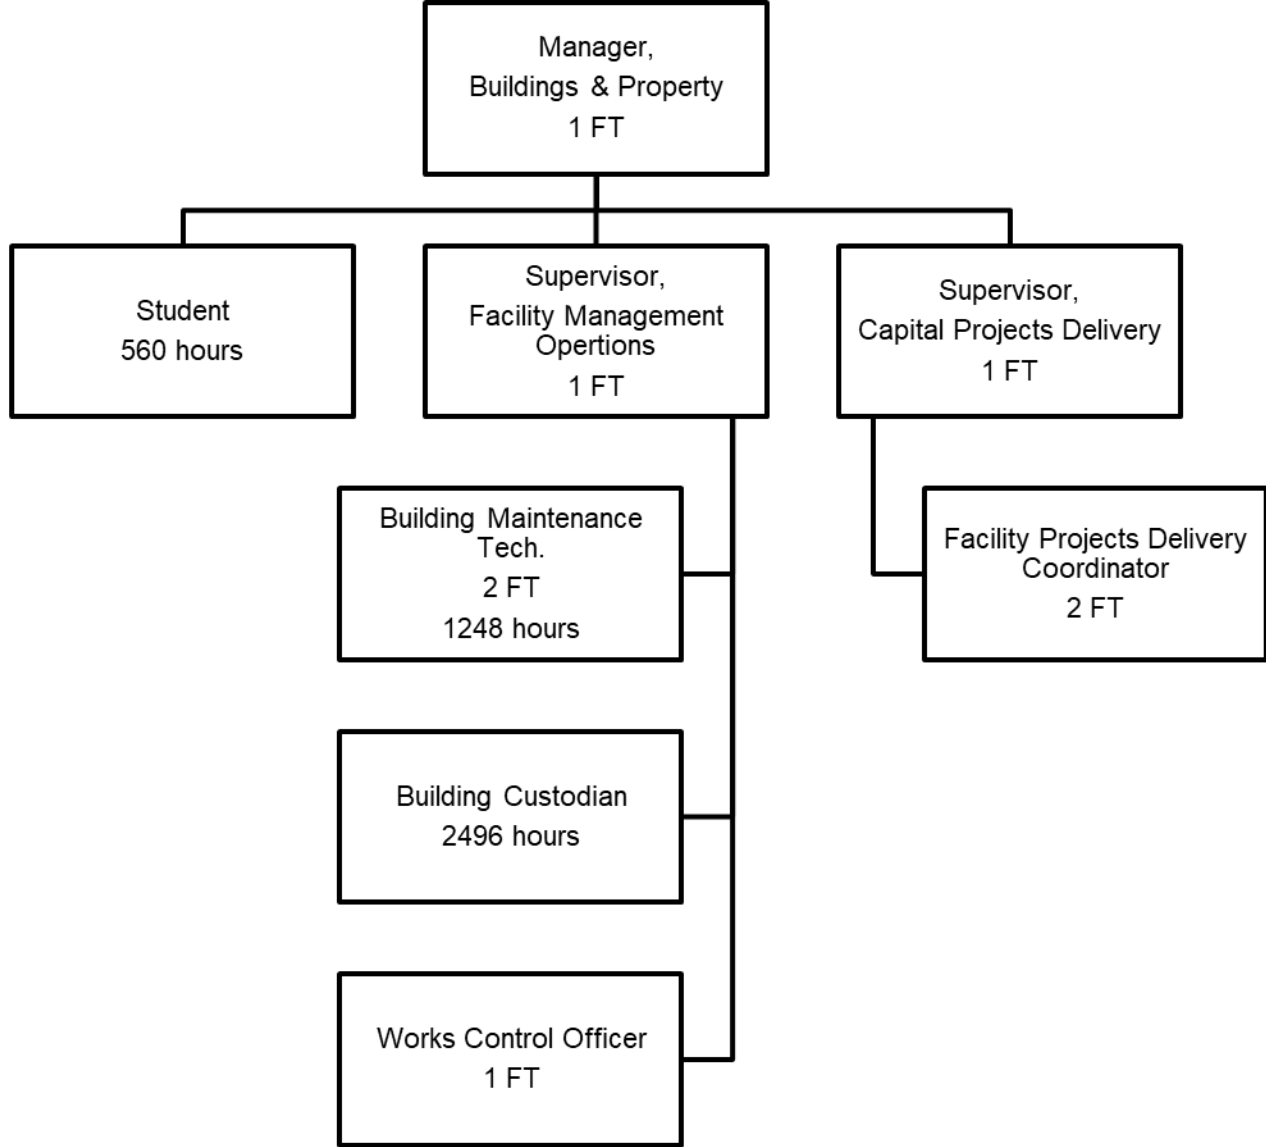 Manager,
Buildings & Property
1 FT
Student
560 hours
Supervisor,
Facility Management
Opertions
1 FT
Supervisor,
Capital Projects Delivery
1 FT
Building Maintenance
Tech.
2 FT
1248 hours
Facility Projects Delivery
Coordinator
2 FT
Building Custodian
2496 hours
Works Control Officer
1 FT